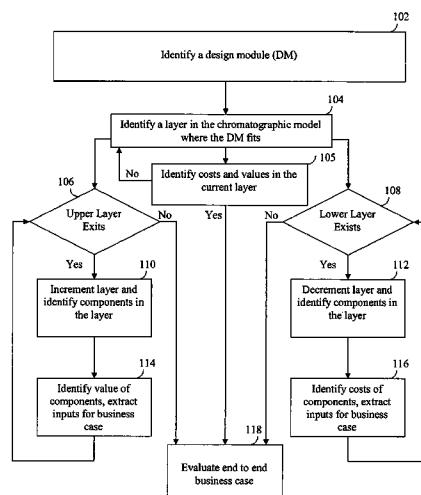 102
Identify a design module (DM)
104
Identify a layer in the chromatographic model
where the DM fits
105
No
Identify costs and values in the
current layer
106
Upper Layer
Exits
No
Yes
108
Lower Layer
Exists
No
Yes
110
Increment layer and
identify components in
the layer
112
Decrement layer and
identify components in
the layer
114
Identify value of
components, extract
inputs for business
case
116
Identify costs of
components, extract
inputs for business
case
118
Evaluate end to end
business case
Yes